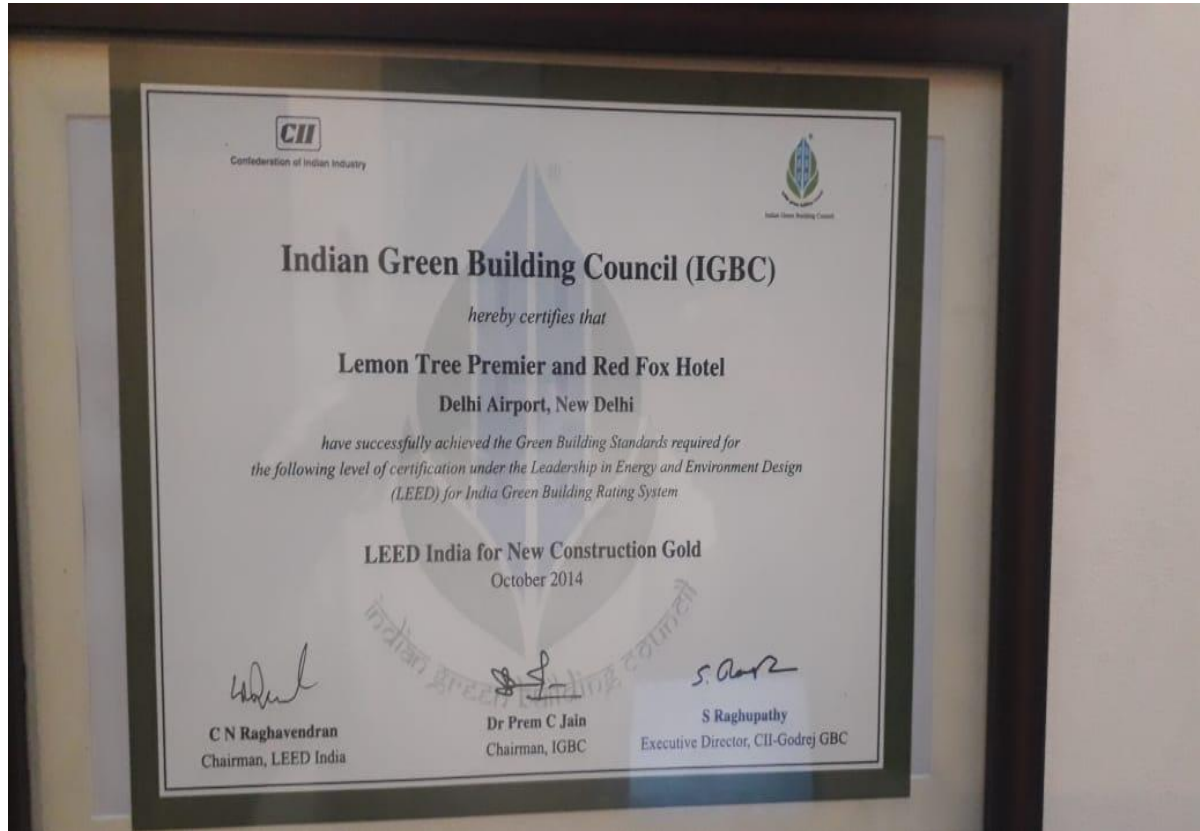 CII
Confederation of Indian Industry
Indian Green Building Council
Indian Green Building Council (IGBC)
hereby certifies that
Lemon Tree Premier and Red Fox Hotel
Delhi Airport, New Delhi
have successfully achieved the Green Building Standards required for
the following level of certification under the Leadership in Energy and Environment Design
(LEED) for India Green Building Rating System
LEED India for New Construction Gold
October 2014
indian green building council
C N Raghavendran
Chairman, LEED India
Dr Prem C Jain
Chairman, IGBC
S Raghupathy
Executive Director, CII-Godrej GBC